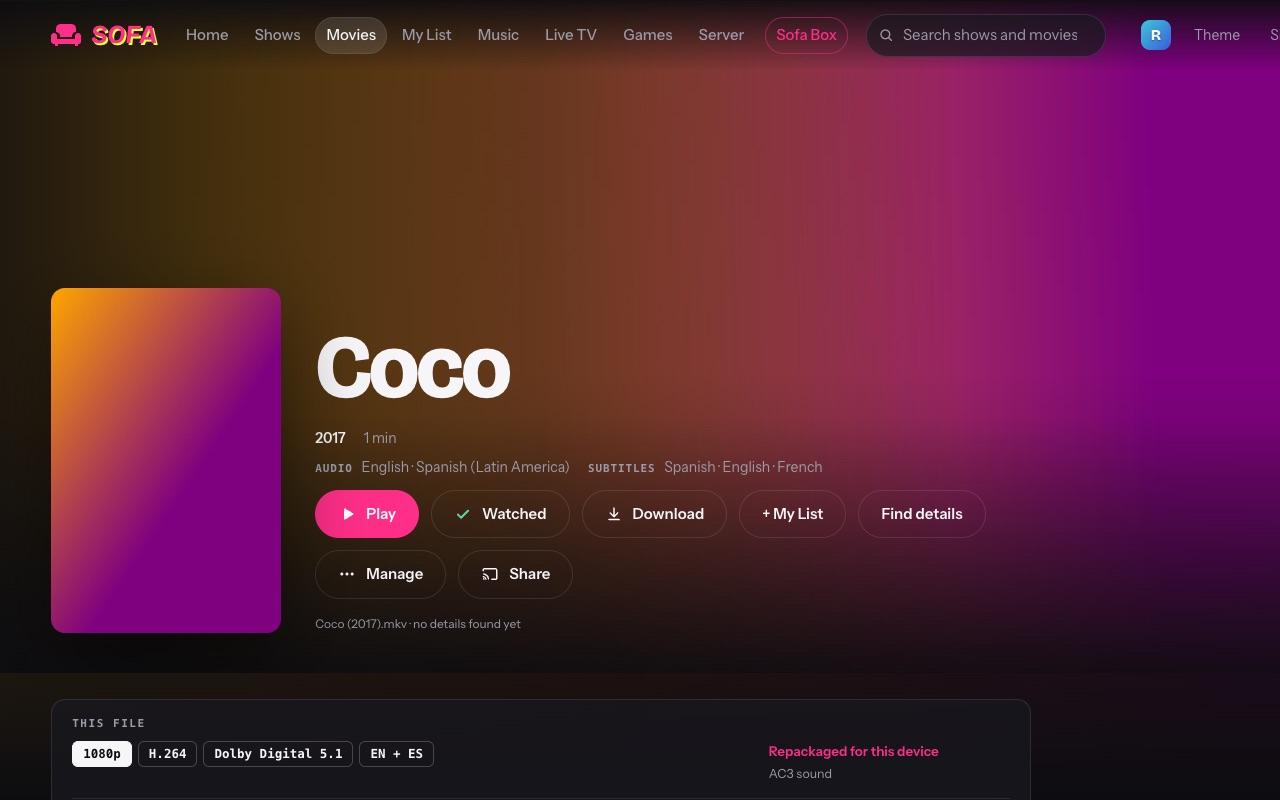 SOFA Home Shows Movies My List Music Live TV Games Server Sofa Box Search shows and movies R Theme
Coco
2017 1 min
AUDIO English · Spanish (Latin America) SUBTITLES Spanish · English · French
Play Watched Download + My List Find details
Manage Share
Coco (2017).mkv · no details found yet
THIS FILE
1080p H.264 Dolby Digital 5.1 EN + ES Repackaged for this device
AC3 sound